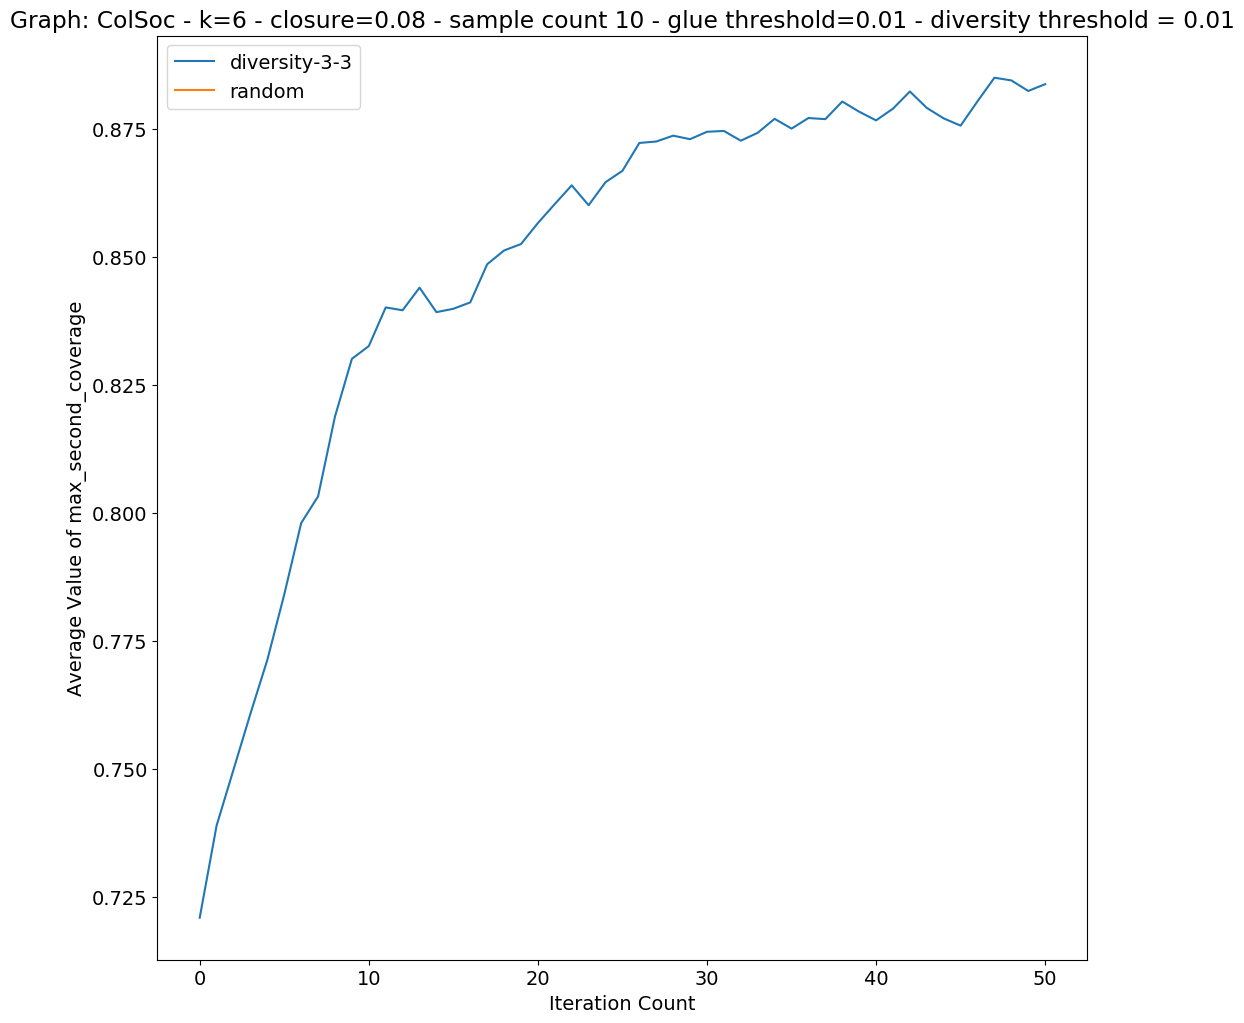 Graph: ColSoc - k=6 - closure=0.08 - sample count 10 - glue threshold=0.01 - diversity threshold = 0.01
diversity-3-3
random
0.875
0.850
0.825
0.800
0.775
0.750
0.725
Average Value of max_second_coverage
0 10 20 30 40 50
Iteration Count